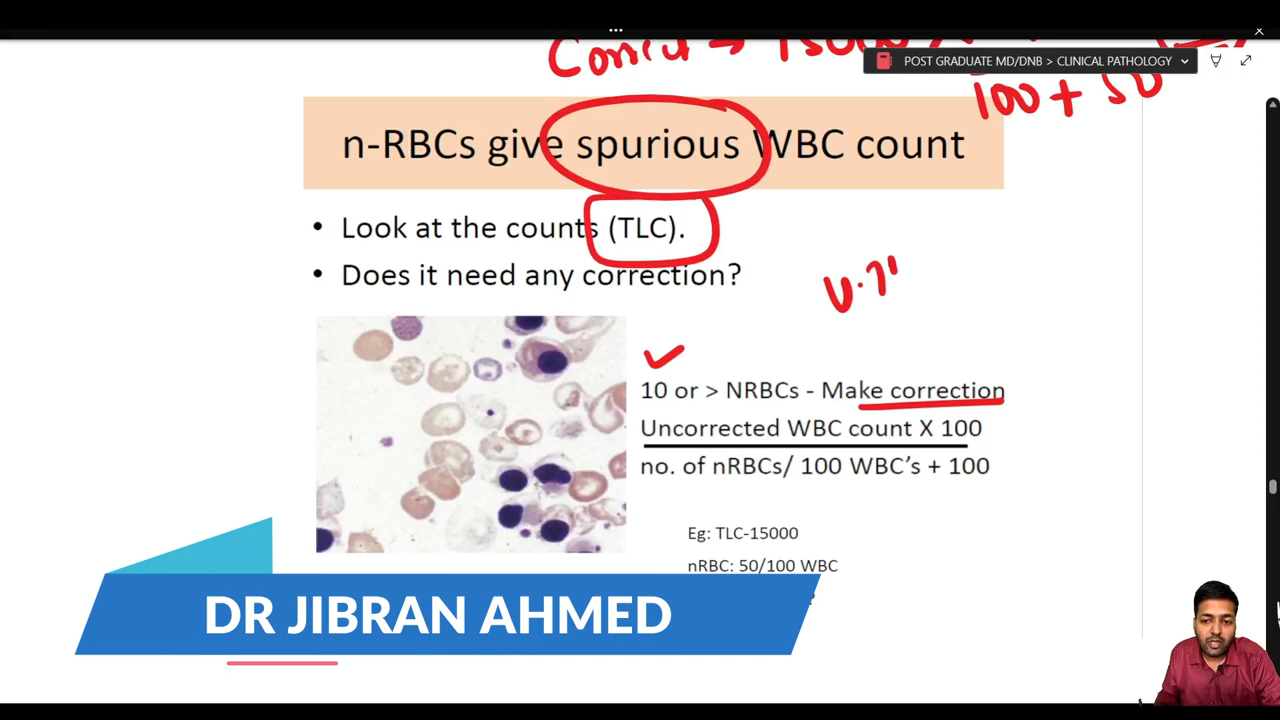 POST GRADUATE MD/DNB > CLINICAL PATHOLOGY
100 + 50
n-RBCs give spurious WBC count
• Look at the counts (TLC).
• Does it need any correction?
10 or > NRBCs - Make correction
Uncorrected WBC count X 100
no. of nRBCs/ 100 WBC's + 100
Eg: TLC-15000
nRBC: 50/100 WBC
DR JIBRAN AHMED